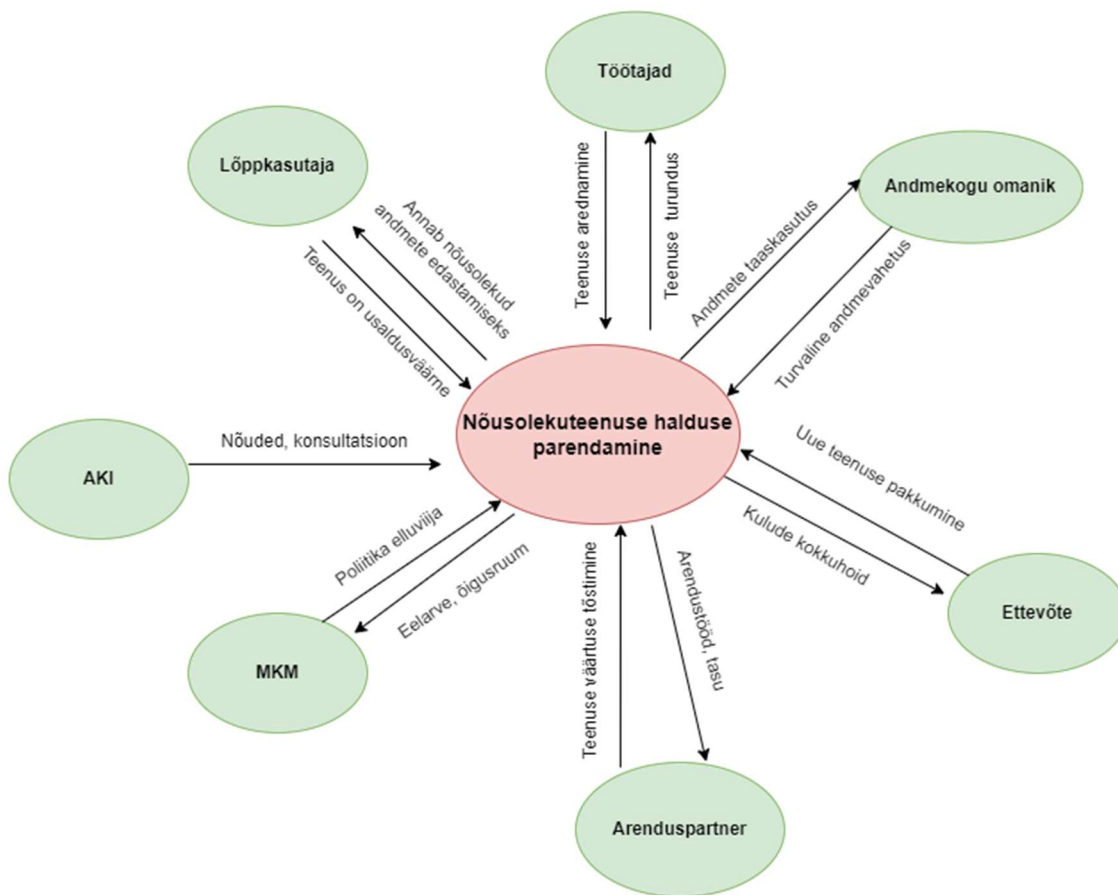 Töötajad
Lõppkasutaja
Andmekogu omanik
Teenuse arednamine
Teenuse turundus
Annab nõusolekud
andmete edastamiseks
Teenus on usaldusväärne
Andmete taaskasutus
Turvaline andmevahetus
Nõusolekuteenuse halduse
parendamine
AKI
Nõuded, konsultatsioon
Uue teenuse pakkumine
Kulude kokkuhoid
Ettevõte
Poliitika elluviija
Eelarve, õigusruum
MKM
Teenuse väärtuse tõstimine
Arendustööd, tasu
Arenduspartner